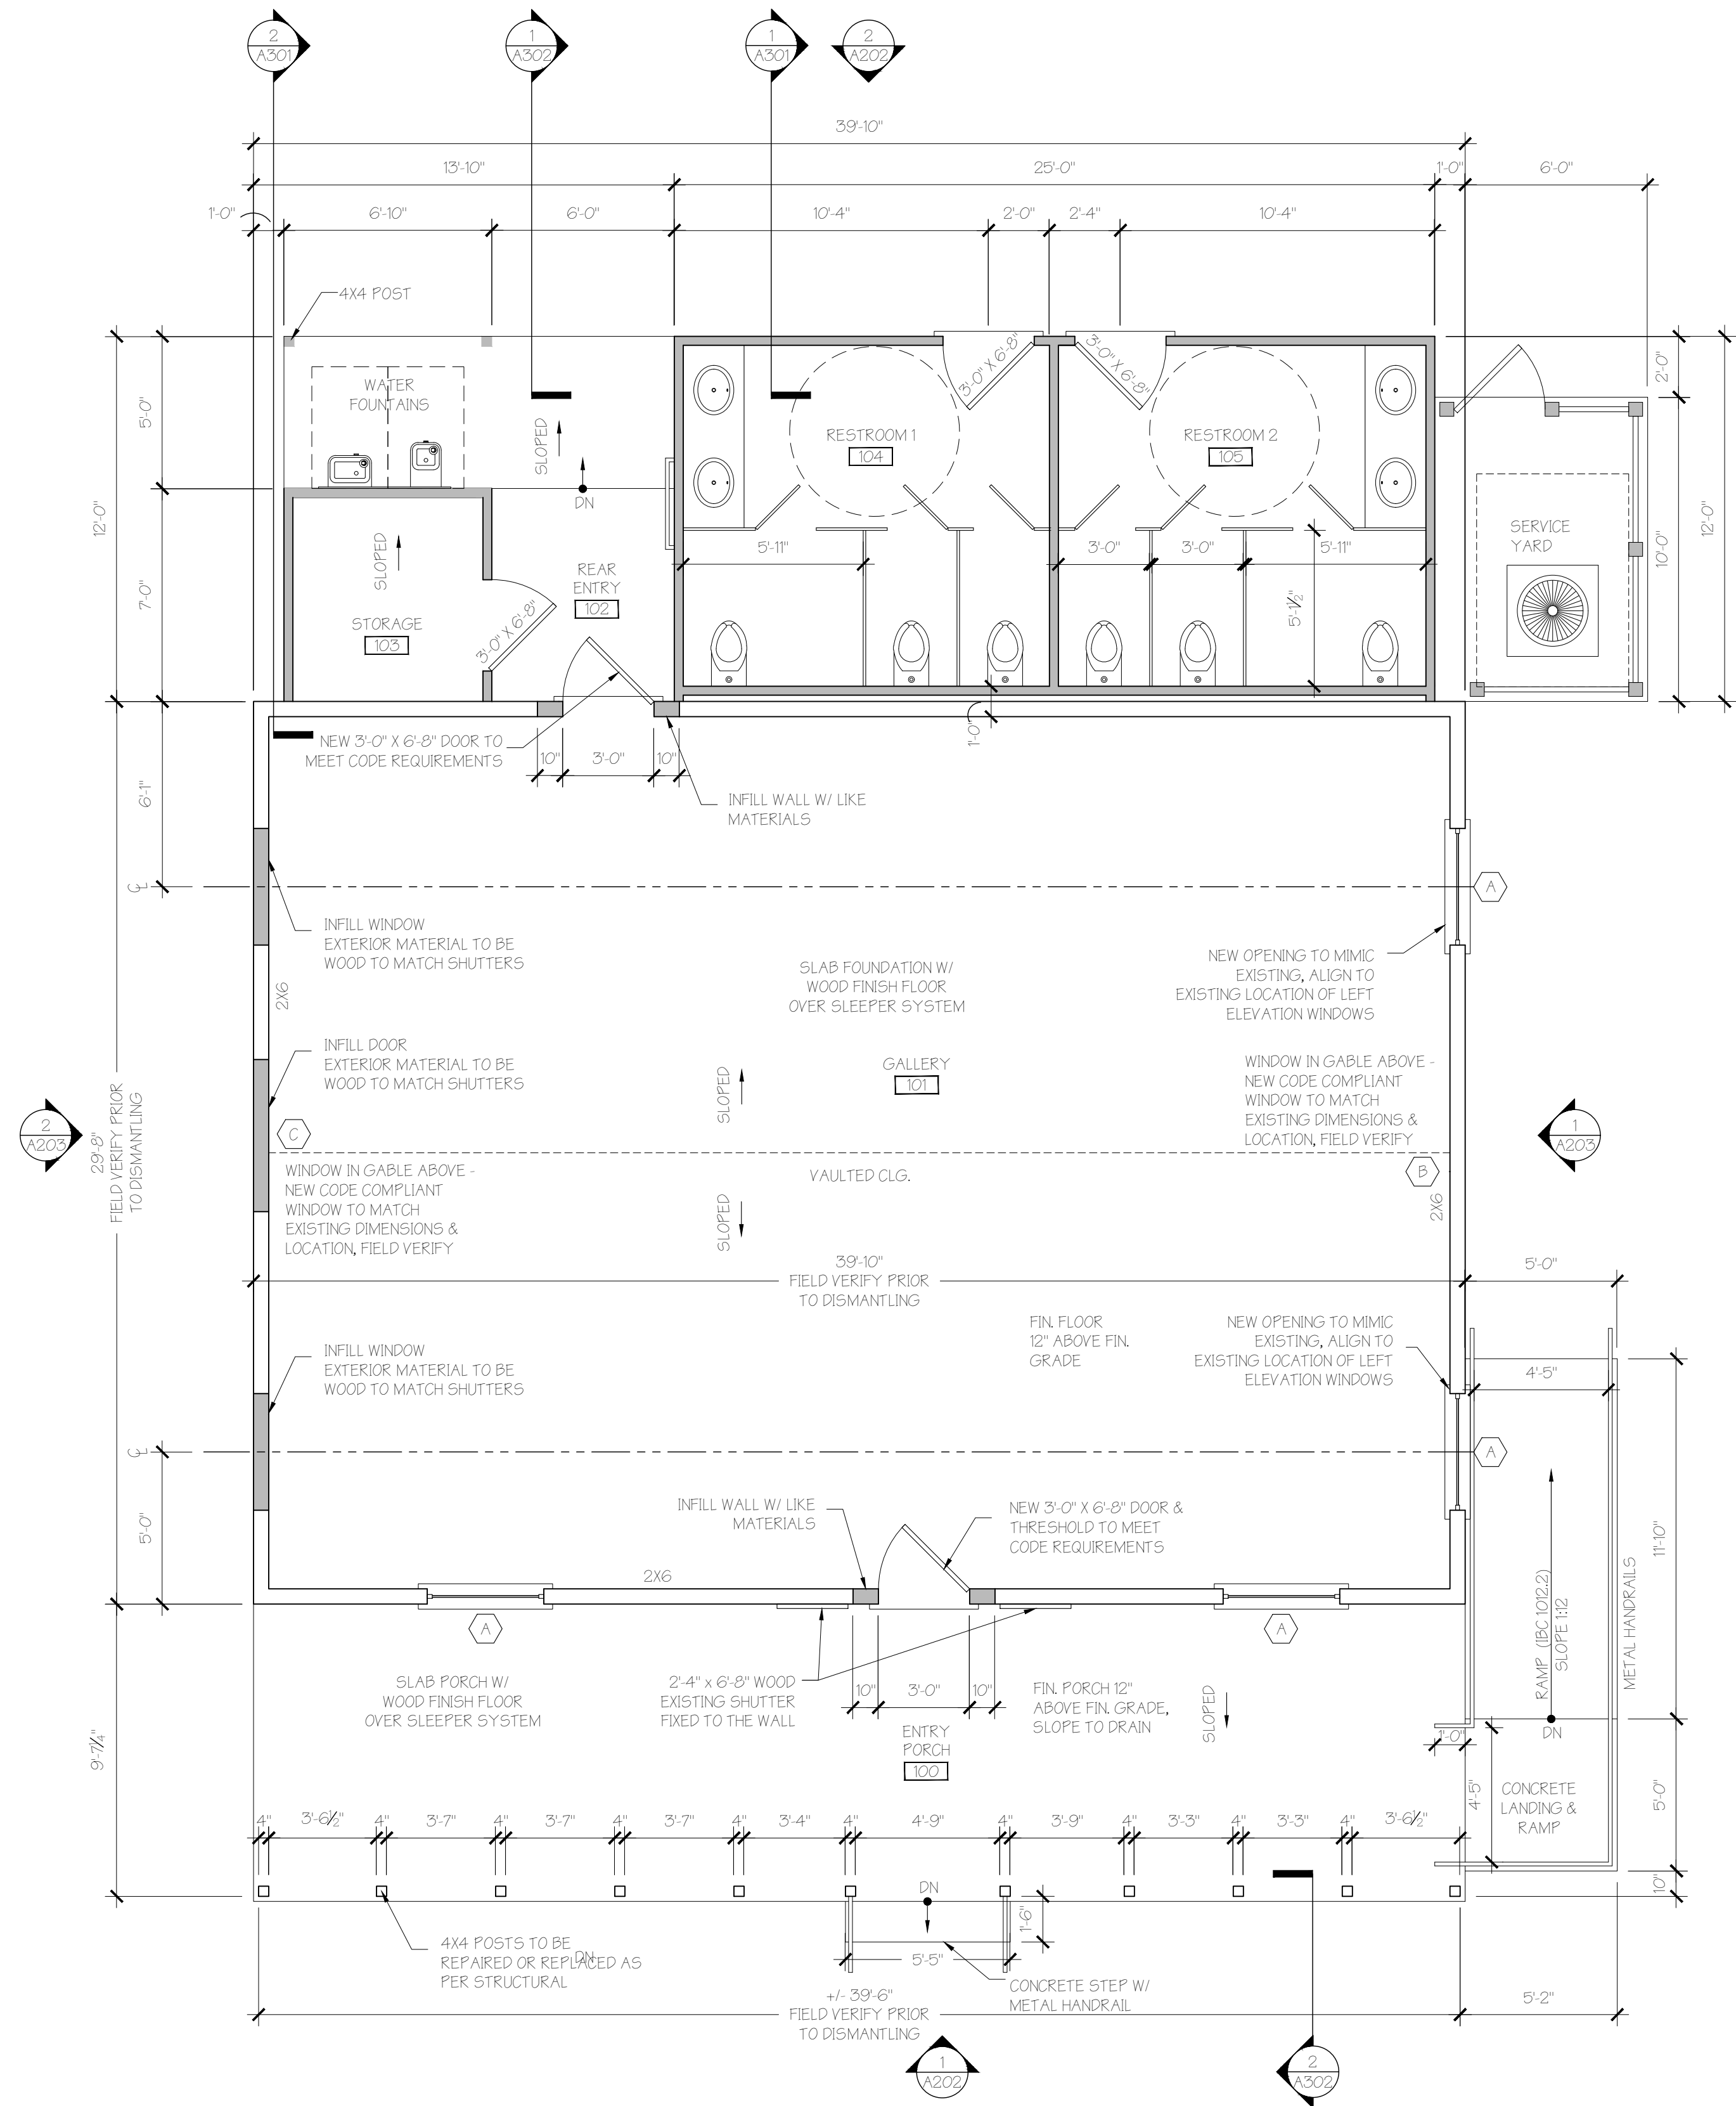 2
A301
1
A302
1
A301
2
A202
39'-10"
13'-10"
25'-0"
1'-0"
6'-0"
1'-0"
6'-10"
6'-0"
10'-4"
2'-0"
2'-4"
10'-4"
4X4 POST
WATER
FOUNTAINS
SLOPED
DN
3'-0" X 6'-8"
3'-0" X 6'-8"
RESTROOM 1
104
RESTROOM 2
105
2'-0"
5'-0"
12'-0"
7'-0"
SLOPED
STORAGE
103
3'-0" X 6'-8"
REAR
ENTRY
102
5'-11"
3'-0"
3'-0"
5'-11"
5'-1½"
SERVICE
YARD
10'-0"
12'-0"
NEW 3'-0" X 6'-8" DOOR TO
MEET CODE REQUIREMENTS
10"
3'-0"
10"
1'-0"
INFILL WALL W/ LIKE
MATERIALS
6'-1"
CL
A
INFILL WINDOW
EXTERIOR MATERIAL TO BE
WOOD TO MATCH SHUTTERS
2X6
SLAB FOUNDATION W/
WOOD FINISH FLOOR
OVER SLEEPER SYSTEM
NEW OPENING TO MIMIC
EXISTING, ALIGN TO
EXISTING LOCATION OF LEFT
ELEVATION WINDOWS
INFILL DOOR
EXTERIOR MATERIAL TO BE
WOOD TO MATCH SHUTTERS
GALLERY
101
SLOPED
WINDOW IN GABLE ABOVE -
NEW CODE COMPLIANT
WINDOW TO MATCH
EXISTING DIMENSIONS &
LOCATION, FIELD VERIFY
2
A203
29'-8"
FIELD VERIFY PRIOR
TO DISMANTLING
C
1
A203
WINDOW IN GABLE ABOVE -
NEW CODE COMPLIANT
WINDOW TO MATCH
EXISTING DIMENSIONS &
LOCATION, FIELD VERIFY
VAULTED CLG.
SLOPED
B
2X6
39'-10"
FIELD VERIFY PRIOR
TO DISMANTLING
5'-0"
INFILL WINDOW
EXTERIOR MATERIAL TO BE
WOOD TO MATCH SHUTTERS
FIN. FLOOR
12" ABOVE FIN.
GRADE
NEW OPENING TO MIMIC
EXISTING, ALIGN TO
EXISTING LOCATION OF LEFT
ELEVATION WINDOWS
4'-5"
CL
A
5'-0"
INFILL WALL W/ LIKE
MATERIALS
NEW 3'-0" X 6'-8" DOOR &
THRESHOLD TO MEET
CODE REQUIREMENTS
2X6
11'-10"
RAMP (IBC 1012.2)
SLOPE 1:12
METAL HANDRAILS
A
A
SLAB PORCH W/
WOOD FINISH FLOOR
OVER SLEEPER SYSTEM
2'-4" x 6'-8" WOOD
EXISTING SHUTTER
FIXED TO THE WALL
10"
3'-0"
10"
FIN. PORCH 12"
ABOVE FIN. GRADE,
SLOPE TO DRAIN
SLOPED
ENTRY
PORCH
100
9'-7¼"
1'-0"
DN
4'-5"
CONCRETE
LANDING &
RAMP
5'-0"
4"
3'-6½"
4"
3'-7"
4"
3'-7"
4"
3'-7"
4"
3'-4"
4"
4'-9"
4"
3'-9"
4"
3'-3"
4"
3'-3"
4"
3'-6½"
10"
DN
1'-6"
4X4 POSTS TO BE
REPAIRED OR REPLACED AS
PER STRUCTURAL
DN
5'-5"
CONCRETE STEP W/
METAL HANDRAIL
+/- 39'-6"
FIELD VERIFY PRIOR
TO DISMANTLING
5'-2"
1
A202
2
A302